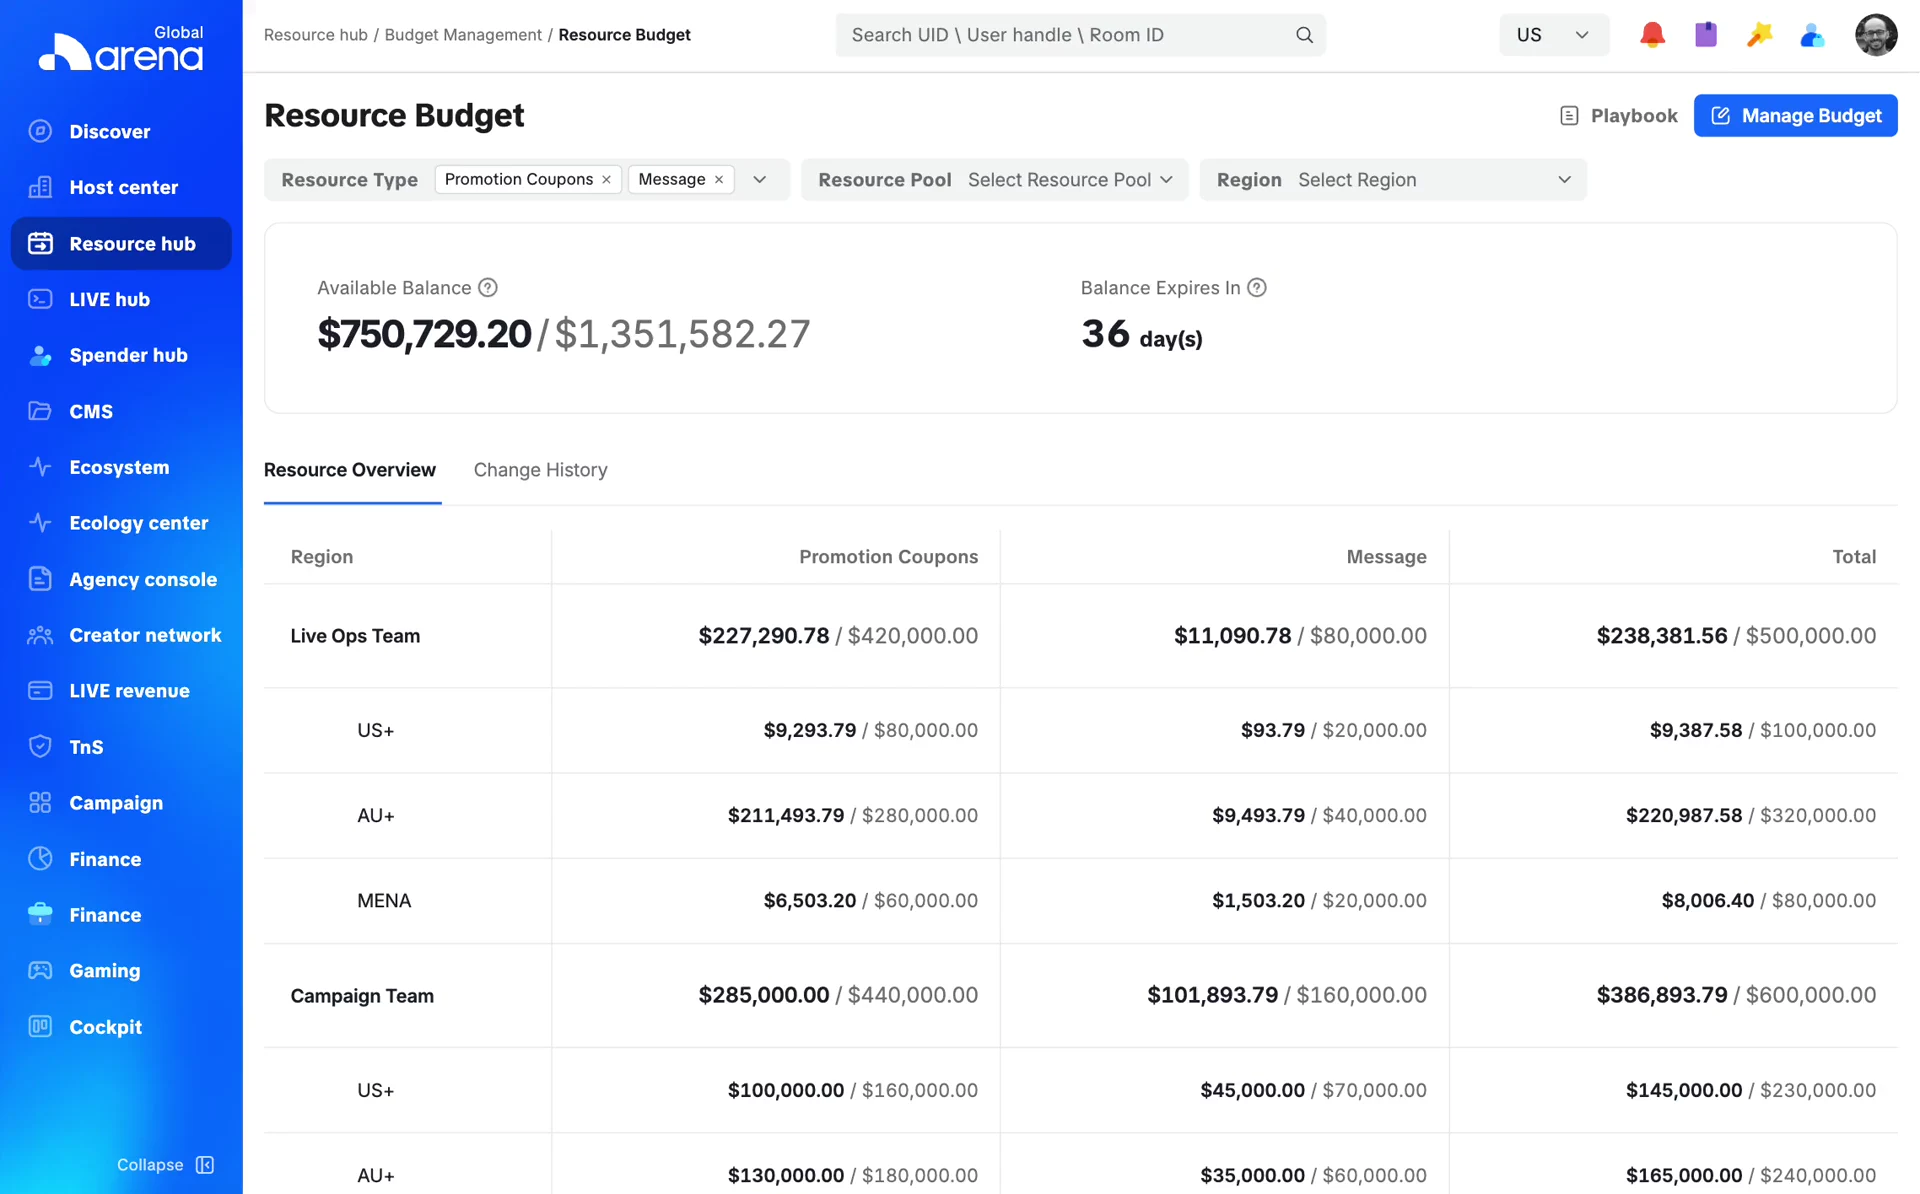 Global
arena
Discover
Host center
Resource hub
LIVE hub
Spender hub
CMS
Ecosystem
Ecology center
Agency console
Creator network
LIVE revenue
TnS
Campaign
Finance
Finance
Gaming
Cockpit
Collapse
Resource hub / Budget Management / Resource Budget
Search UID \ User handle \ Room ID
US
Resource Budget
Playbook
Manage Budget
Resource Type Promotion Coupons × Message ×
Resource Pool Select Resource Pool
Region Select Region
Available Balance ?
$750,729.20 / $1,351,582.27
Balance Expires In ?
36 day(s)
Resource Overview Change History
Region Promotion Coupons Message Total
Live Ops Team $227,290.78 / $420,000.00 $11,090.78 / $80,000.00 $238,381.56 / $500,000.00
US+ $9,293.79 / $80,000.00 $93.79 / $20,000.00 $9,387.58 / $100,000.00
AU+ $211,493.79 / $280,000.00 $9,493.79 / $40,000.00 $220,987.58 / $320,000.00
MENA $6,503.20 / $60,000.00 $1,503.20 / $20,000.00 $8,006.40 / $80,000.00
Campaign Team $285,000.00 / $440,000.00 $101,893.79 / $160,000.00 $386,893.79 / $600,000.00
US+ $100,000.00 / $160,000.00 $45,000.00 / $70,000.00 $145,000.00 / $230,000.00
AU+ $130,000.00 / $180,000.00 $35,000.00 / $60,000.00 $165,000.00 / $240,000.00